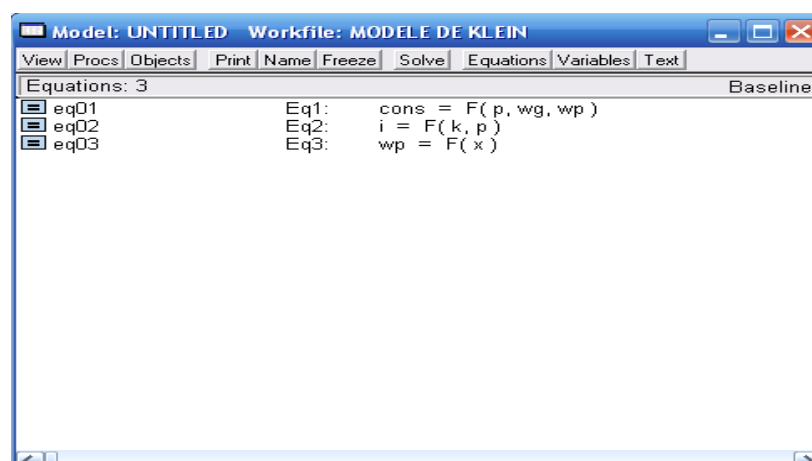 Model: UNTITLED Workfile: MODELE DE KLEIN
View Procs Objects Print Name Freeze Solve Equations Variables Text
Equations: 3 Baseline
eq01 Eq1: cons = F( p, wg, wp )
eq02 Eq2: i = F( k, p )
eq03 Eq3: wp = F( x )